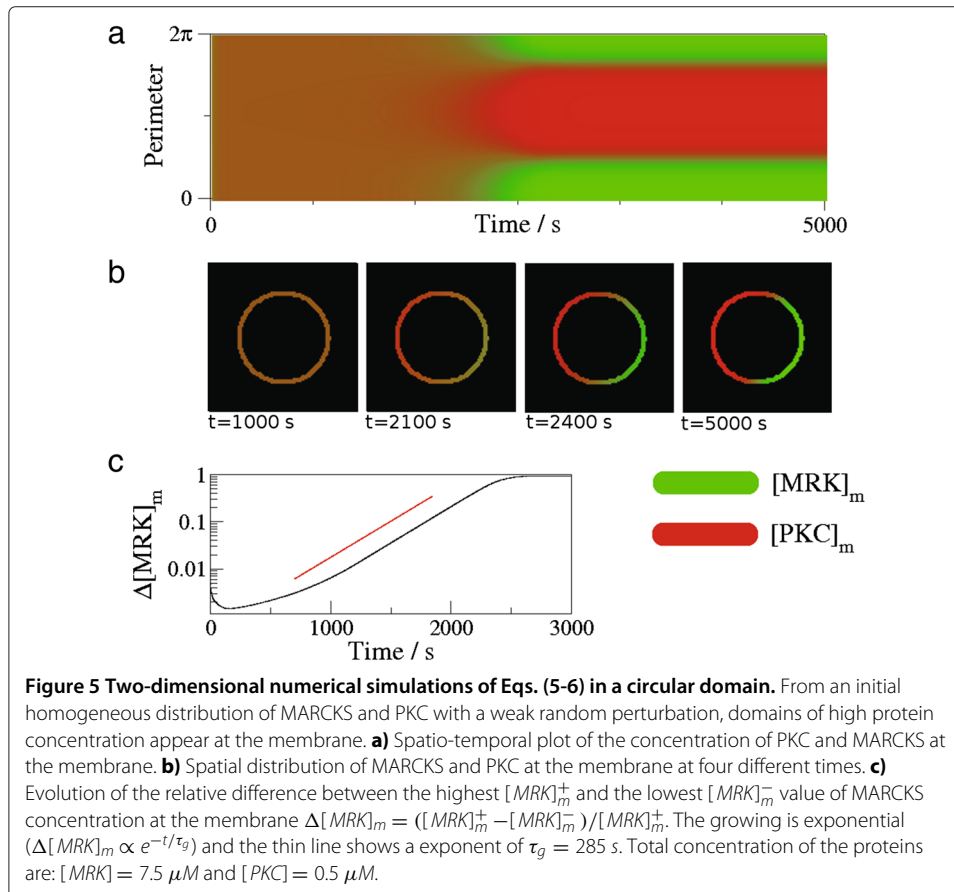 a
2π
Perimeter
0
0
5000
Time / s
b
t=1000 s
t=2100 s
t=2400 s
t=5000 s
c
1
0.1
0.01
Δ[MRK]m
0
1000
2000
3000
Time / s
[MRK]m
[PKC]m
Figure 5 Two-dimensional numerical simulations of Eqs. (5-6) in a circular domain. From an initial
homogeneous distribution of MARCKS and PKC with a weak random perturbation, domains of high protein
concentration appear at the membrane. a) Spatio-temporal plot of the concentration of PKC and MARCKS at
the membrane. b) Spatial distribution of MARCKS and PKC at the membrane at four different times. c)
Evolution of the relative difference between the highest [MRK]m+ and the lowest [MRK]m− value of MARCKS
concentration at the membrane Δ[MRK]m = ([MRK]m+ −[MRK]m−)/[MRK]m+. The growing is exponential
(Δ[MRK]m ∝ e−t/τg) and the thin line shows a exponent of τg = 285 s. Total concentration of the proteins
are: [MRK] = 7.5 μM and [PKC] = 0.5 μM.